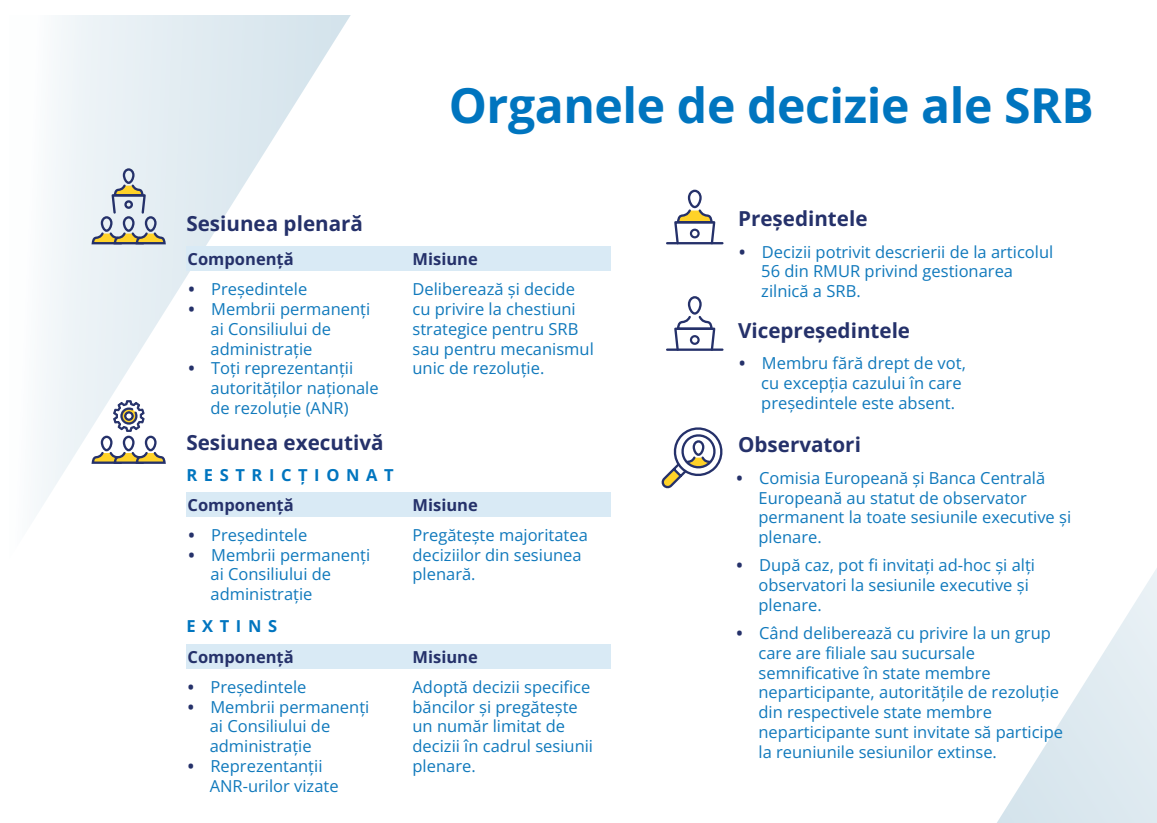 Organele de decizie ale SRB
Sesiunea plenară
Componență Misiune
• Președintele
• Membrii permanenți
ai Consiliului de
administrație
• Toți reprezentanții
autorităților naționale
de rezoluție (ANR)
Deliberează și decide
cu privire la chestiuni
strategice pentru SRB
sau pentru mecanismul
unic de rezoluție.
Sesiunea executivă
RESTRICȚIONAT
Componență Misiune
• Președintele
• Membrii permanenți
ai Consiliului de
administrație
Pregătește majoritatea
deciziilor din sesiunea
plenară.
EXTINS
Componență Misiune
• Președintele
• Membrii permanenți
ai Consiliului de
administrație
• Reprezentanții
ANR-urilor vizate
Adoptă decizii specifice
băncilor și pregătește
un număr limitat de
decizii în cadrul sesiunii
plenare.
Președintele
• Decizii potrivit descrierii de la articolul
56 din RMUR privind gestionarea
zilnică a SRB.
Vicepreședintele
• Membru fără drept de vot,
cu excepția cazului în care
președintele este absent.
Observatori
• Comisia Europeană și Banca Centrală
Europeană au statut de observator
permanent la toate sesiunile executive și
plenare.
• După caz, pot fi invitați ad-hoc și alți
observatori la sesiunile executive și
plenare.
• Când deliberează cu privire la un grup
care are filiale sau sucursale
semnificative în state membre
neparticipante, autoritățile de rezoluție
din respectivele state membre
neparticipante sunt invitate să participe
la reuniunile sesiunilor extinse.